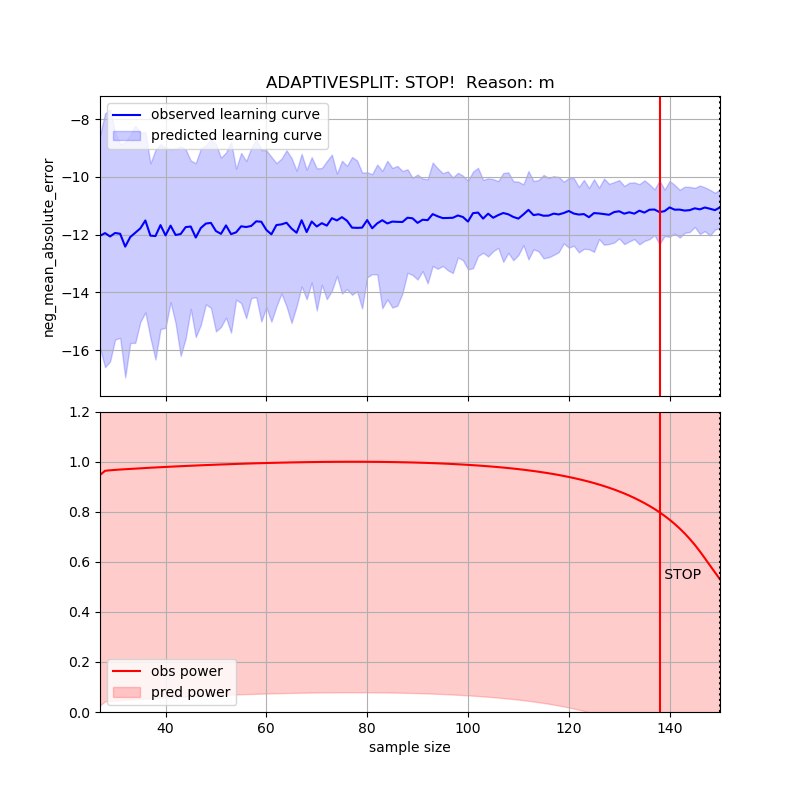 ADAPTIVESPLIT: STOP!  Reason: m
observed learning curve
predicted learning curve
neg_mean_absolute_error
−8
−10
−12
−14
−16
1.2
1.0
0.8
0.6
0.4
0.2
0.0
STOP
obs power
pred power
40 60 80 100 120 140
sample size